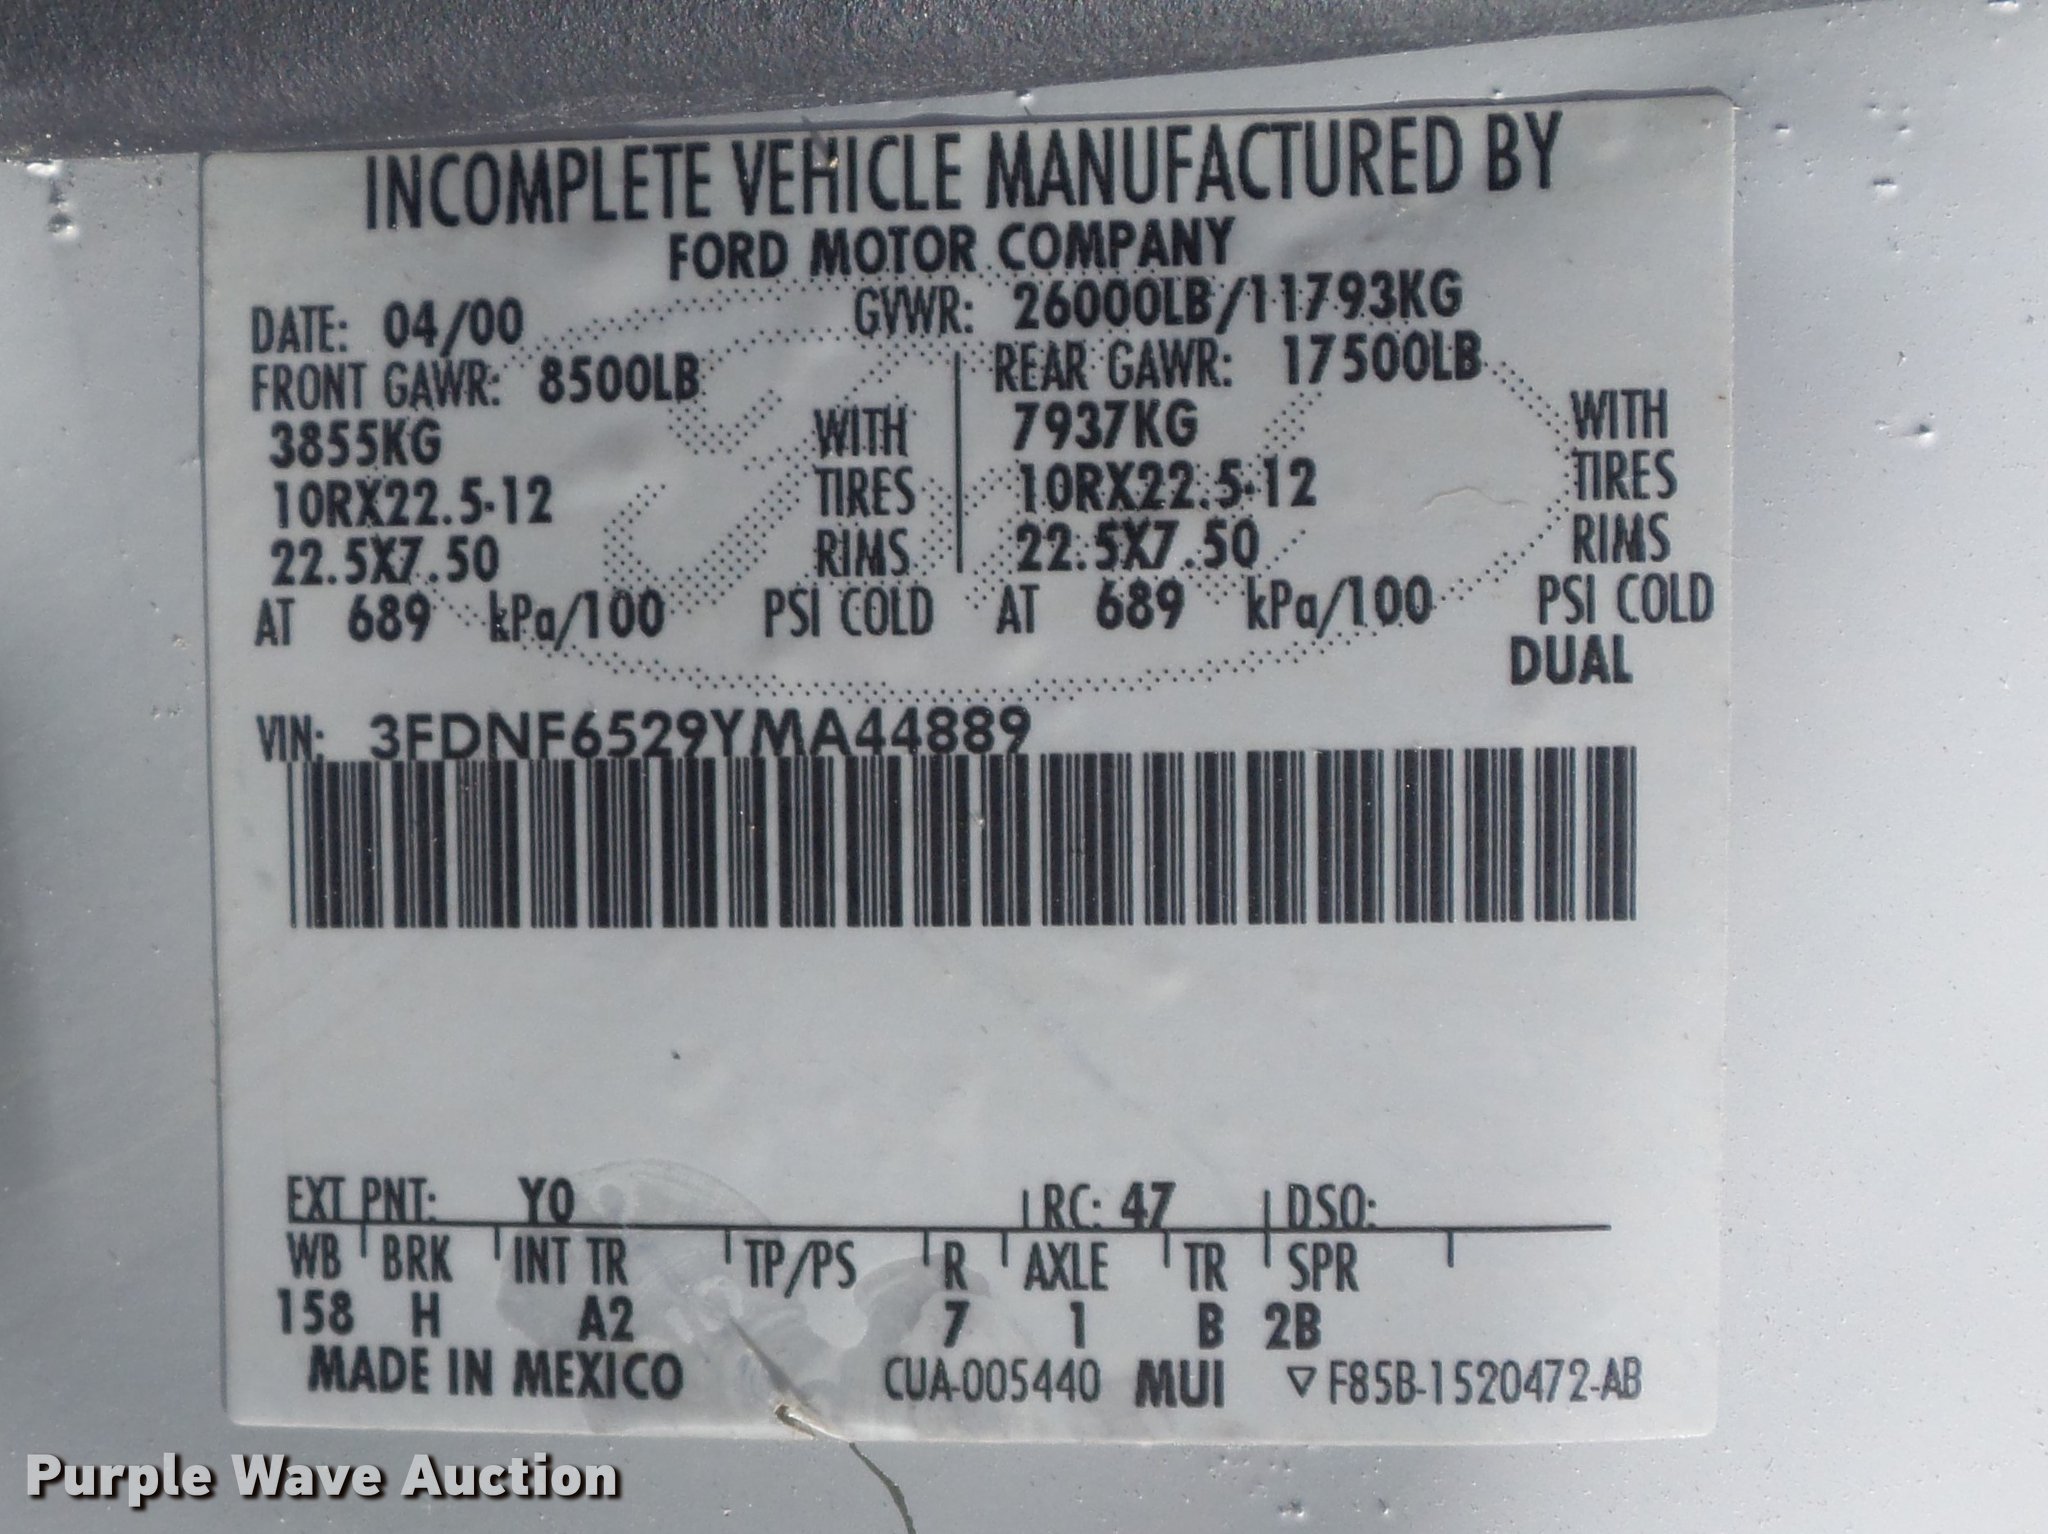 INCOMPLETE VEHICLE MANUFACTURED BY
FORD MOTOR COMPANY
DATE: 04/00 GVWR: 26000LB/11793KG
FRONT GAWR: 8500LB REAR GAWR: 17500LB
3855KG WITH 7937KG WITH
10RX22.5-12 TIRES 10RX22.5-12 TIRES
22.5X7.50 RIMS 22.5X7.50 RIMS
AT 689 kPa/100 PSI COLD AT 689 kPa/100 PSI COLD
DUAL
VIN: 3FDNF6529YMA44889
EXT PNT: Y0 RC: 47 DSO:
WB BRK INT TR TP/PS R AXLE TR SPR
158 H A2 7 1 B 2B
MADE IN MEXICO CUA-005440 MUI ▽ F85B-1520472-AB
Purple Wave Auction